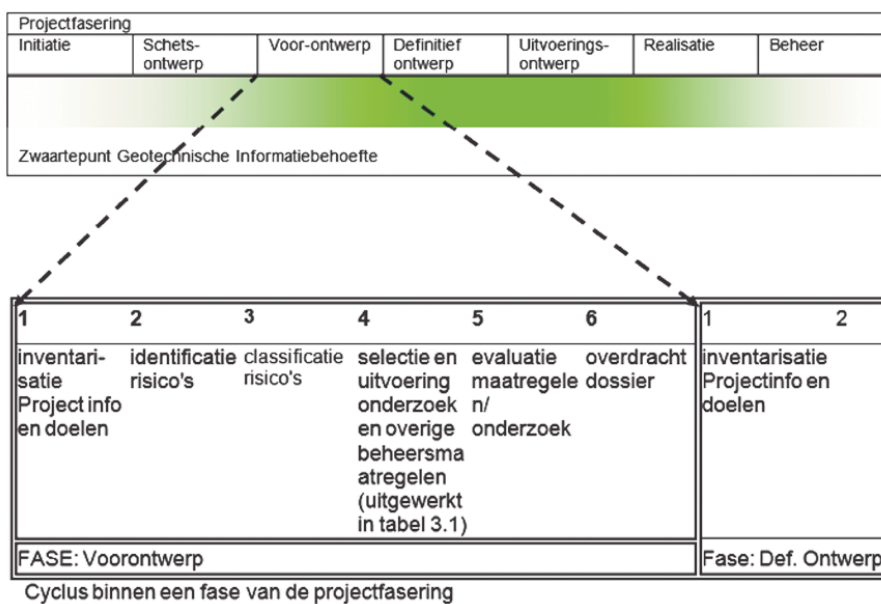 Projectfasering
Initiatie
Schets-
ontwerp
Voor-ontwerp
Definitief
ontwerp
Uitvoerings-
ontwerp
Realisatie
Beheer
Zwaartepunt Geotechnische Informatiebehoefte
1
inventari-
satie
Project info
en doelen
2
identificatie
risico's
3
classificatie
risico's
4
selectie en
uitvoering
onderzoek
en overige
beheersma
atregelen
(uitgewerkt
in tabel 3.1)
5
evaluatie
maatregele
n/
onderzoek
6
overdracht
dossier
1
2
inventarisatie
Projectinfo en
doelen
FASE: Voorontwerp
Fase: Def. Ontwerp
Cyclus binnen een fase van de projectfasering